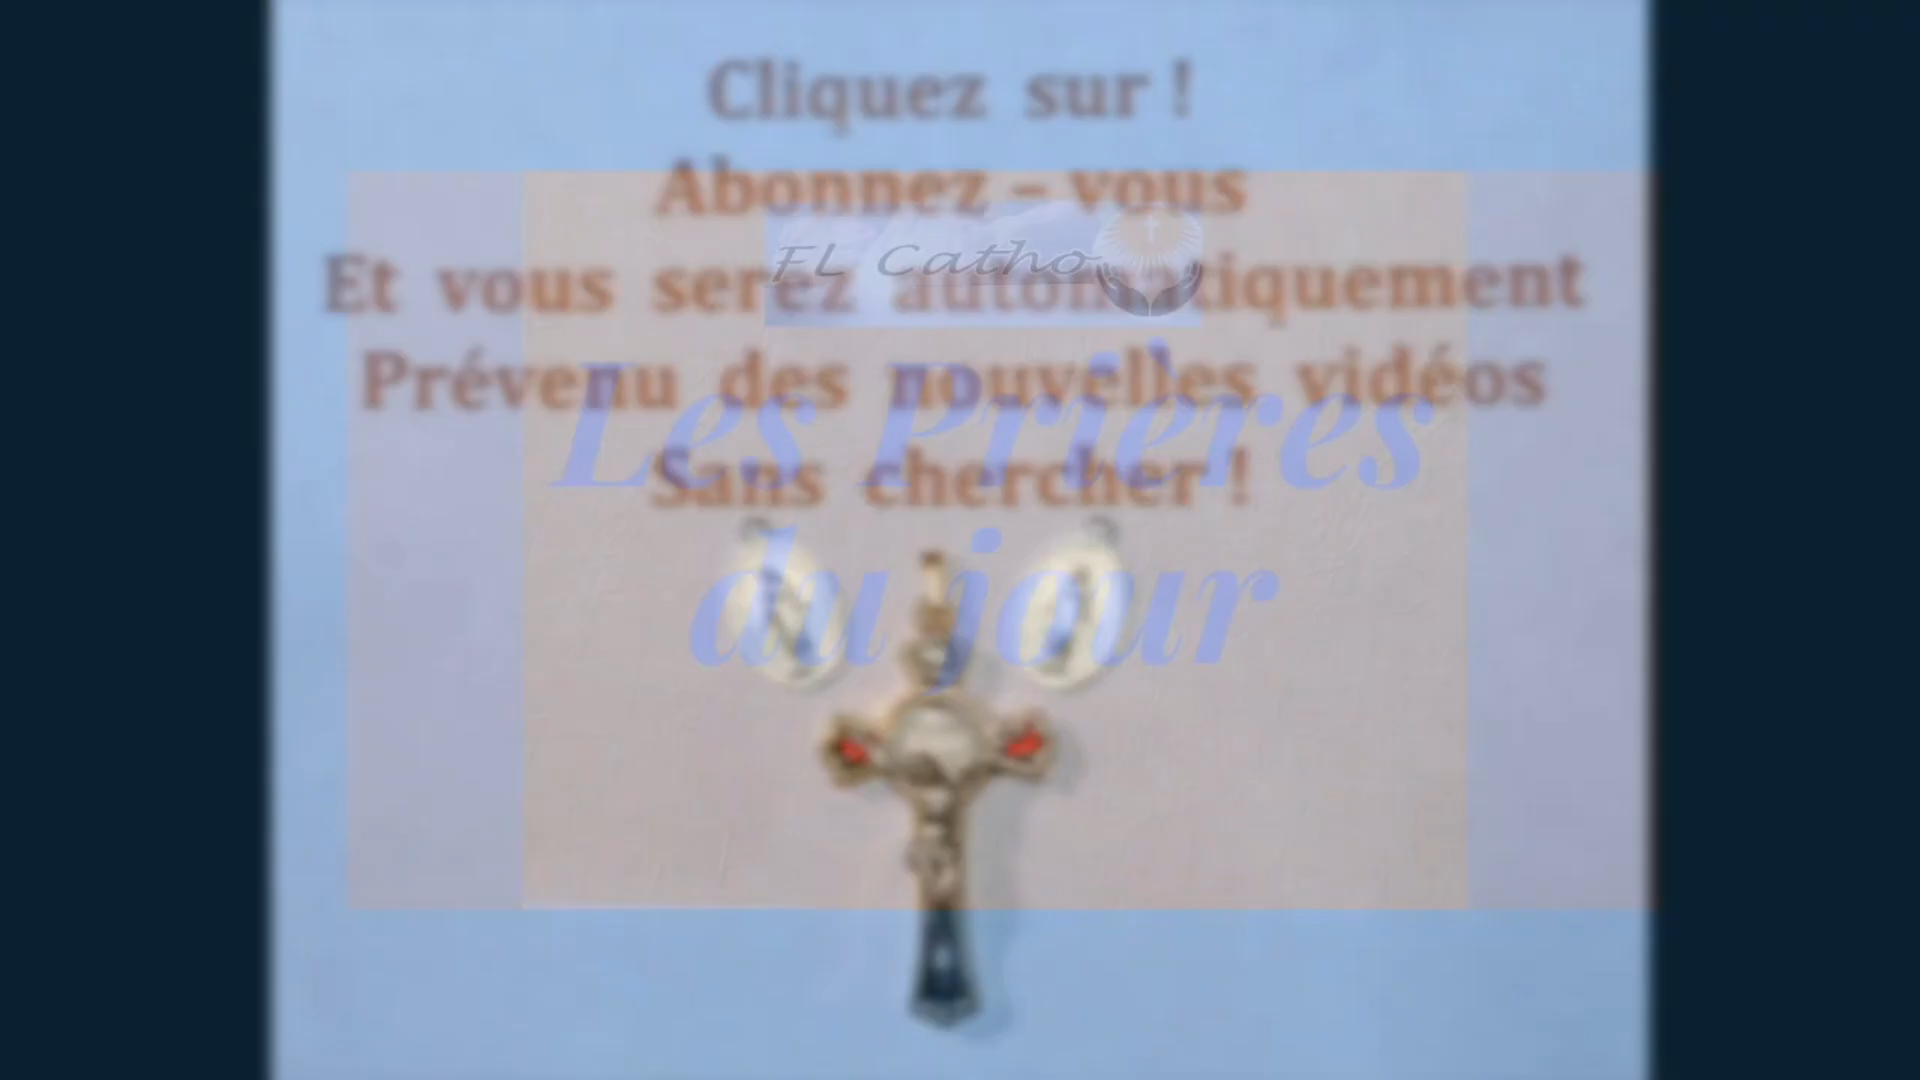 Cliquez sur !
Abonnez – vous
EL Catho
Et vous serez automatiquement
Prévenu des nouvelles vidéos
Les Prières
Sans chercher !
du jour